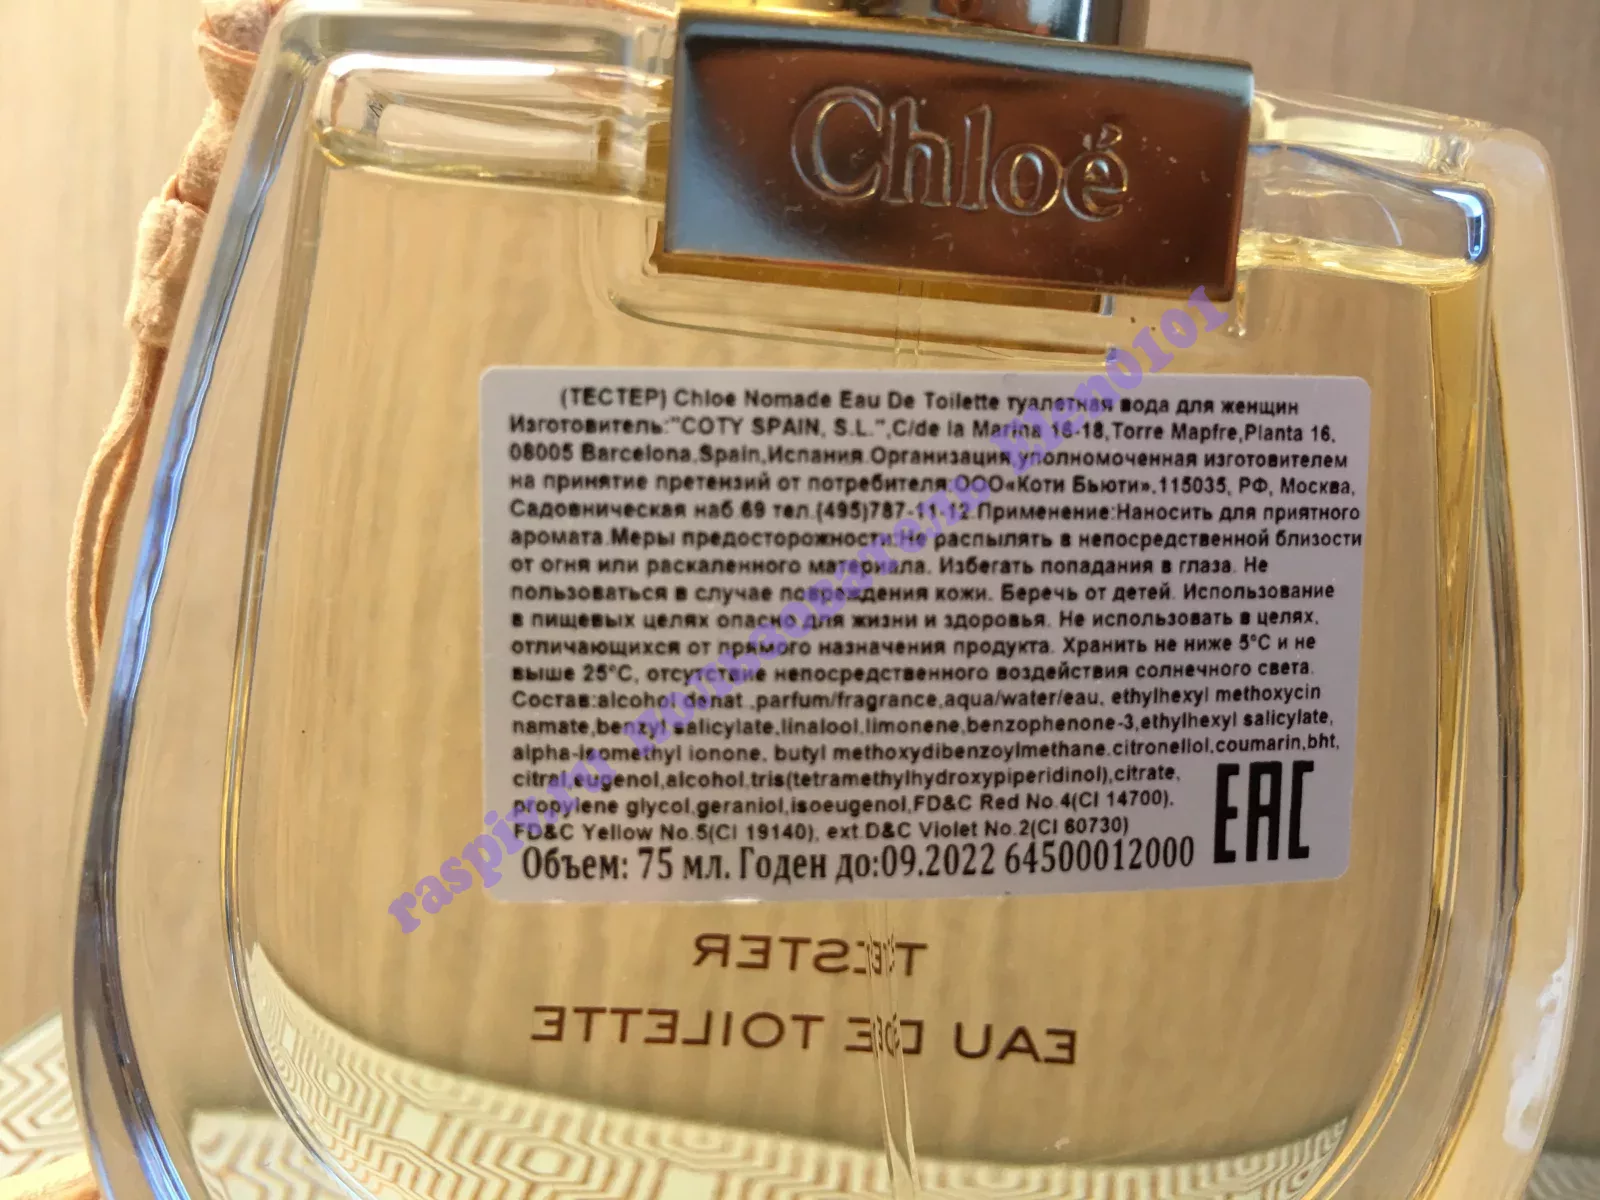 Chloé
(ТЕСТЕР) Chloe Nomade Eau De Toilette туалетная вода для женщин
Изготовитель:"COTY SPAIN, S.L.",C/de la Marina 16-18,Torre Mapfre,Planta 16,
08005 Barcelona.Spain,Испания.Организация,уполномоченная изготовителем
на принятие претензий от потребителя:ООО«Коти Бьюти».115035, РФ, Москва,
Садовническая наб.69 тел.(495)787-11-12.Применение:Наносить для приятного
аромата.Меры предосторожности:Не распылять в непосредственной близости
от огня или раскаленного материала. Избегать попадания в глаза. Не
пользоваться в случае повреждения кожи. Беречь от детей. Использование
в пищевых целях опасно для жизни и здоровья. Не использовать в целях,
отличающихся от прямого назначения продукта. Хранить не ниже 5°C и не
выше 25°C, отсутствие непосредственного воздействия солнечного света.
Состав:alcohol denat .,parfum/fragrance,aqua/water/eau, ethylhexyl methoxycin
namate,benzyl salicylate,linalool,limonene,benzophenone-3,ethylhexyl salicylate,
alpha-isomethyl ionone, butyl methoxydibenzoylmethane.citronellol,coumarin,bht,
citral,eugenol,alcohol,tris(tetramethylhydroxypiperidinol),citrate,
propylene glycol,geraniol,isoeugenol,FD&C Red No.4(CI 14700),
FD&C Yellow No.5(CI 19140), ext.D&C Violet No.2(CI 60730)
Объем: 75 мл. Годен до:09.2022 64500012000
EAC
TESTER
EAU DE TOILETTE
raspiv.ru пользователь Elen0101